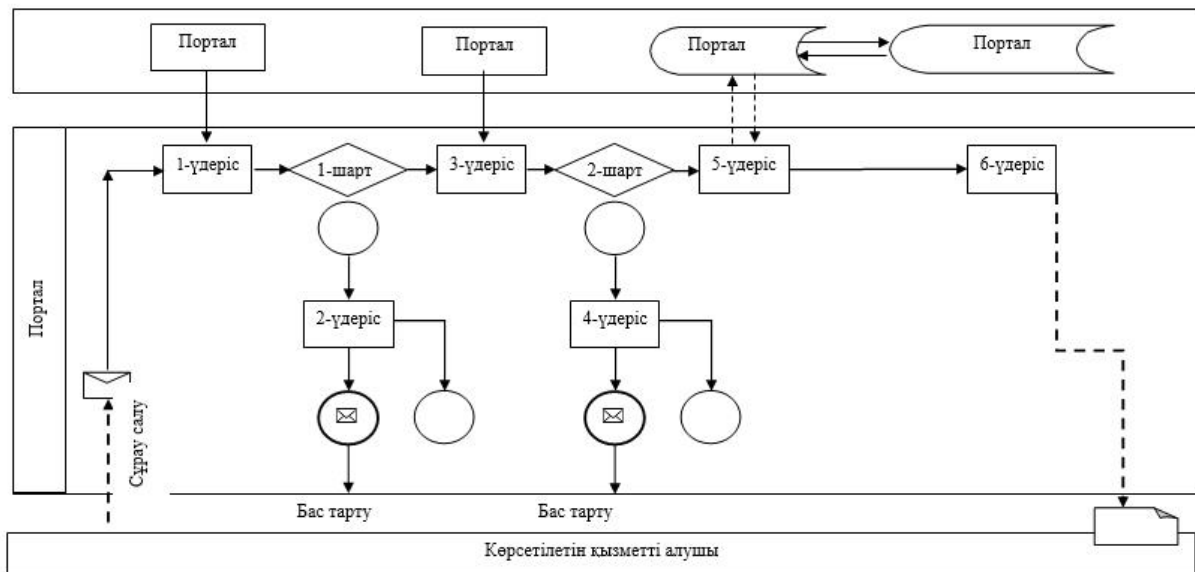 Портал
Портал
Портал
Портал
1-үдеріс
1-шарт
3-үдеріс
2-шарт
5-үдеріс
6-үдеріс
Портал
2-үдеріс
4-үдеріс
Сұрау салу
Бас тарту
Бас тарту
Көрсетілетін қызметті алушы